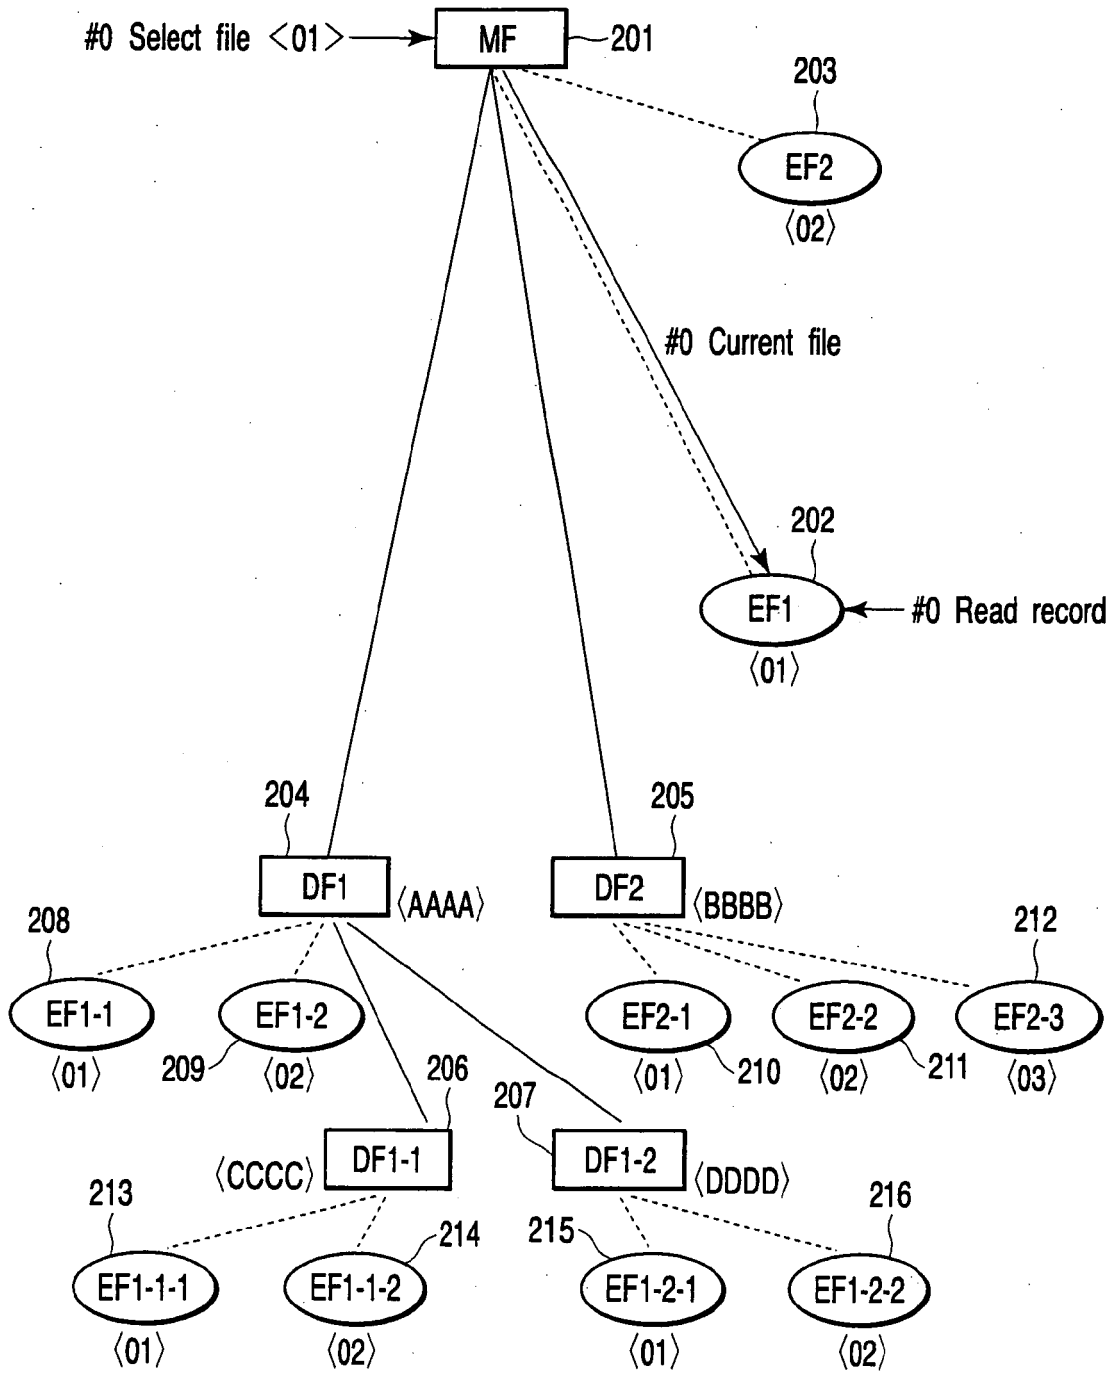 #0 Select file <01>
MF
201
203
EF2
〈02〉
#0 Current file
202
EF1
#0 Read record
〈01〉
204
205
DF1
〈AAAA〉
DF2
〈BBBB〉
208
212
EF1-1
EF1-2
EF2-1
EF2-2
EF2-3
〈01〉
209
〈02〉
〈01〉
210
〈02〉
211
〈03〉
206
207
DF1-1
〈CCCC〉
DF1-2
〈DDDD〉
213
214
215
216
EF1-1-1
EF1-1-2
EF1-2-1
EF1-2-2
〈01〉
〈02〉
〈01〉
〈02〉